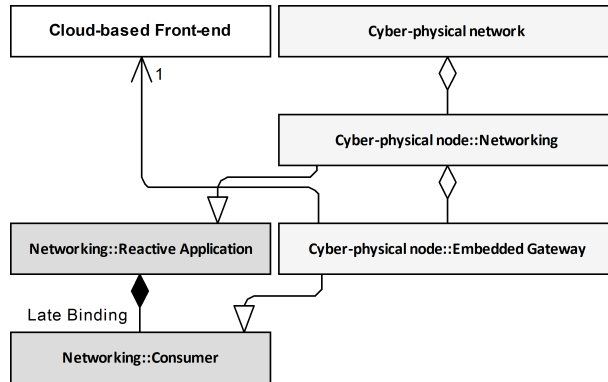 Cloud-based Front-end
Cyber-physical network
1
Cyber-physical node::Networking
Networking::Reactive Application
Cyber-physical node::Embedded Gateway
Late Binding
Networking::Consumer